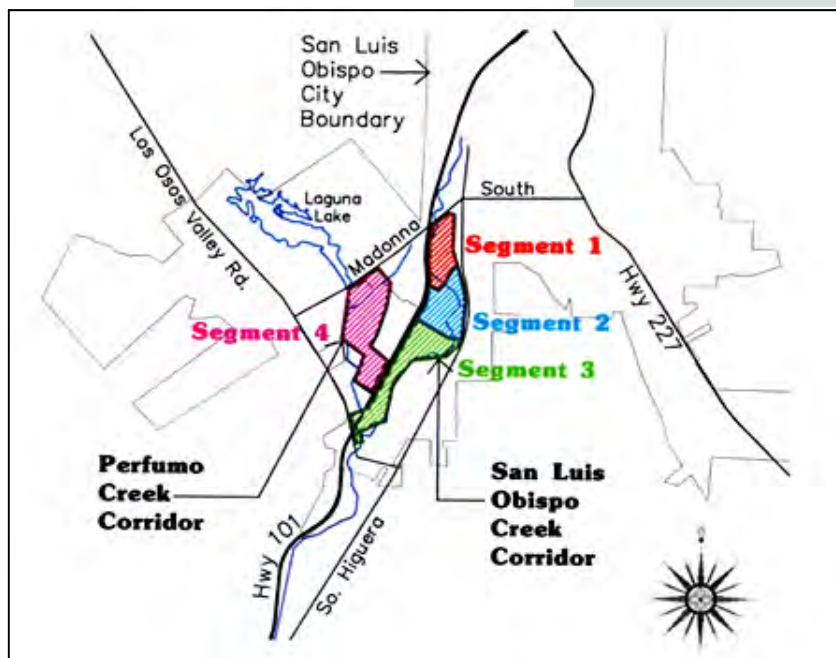 San Luis
Obispo
City
Boundary
Los Osos Valley Rd.
Laguna
Lake
Madonna
South
Segment 1
Segment 2
Segment 3
Segment 4
Hwy 227
Perfumo
Creek
Corridor
San Luis
Obispo
Creek
Corridor
Hwy 101
So. Higuera